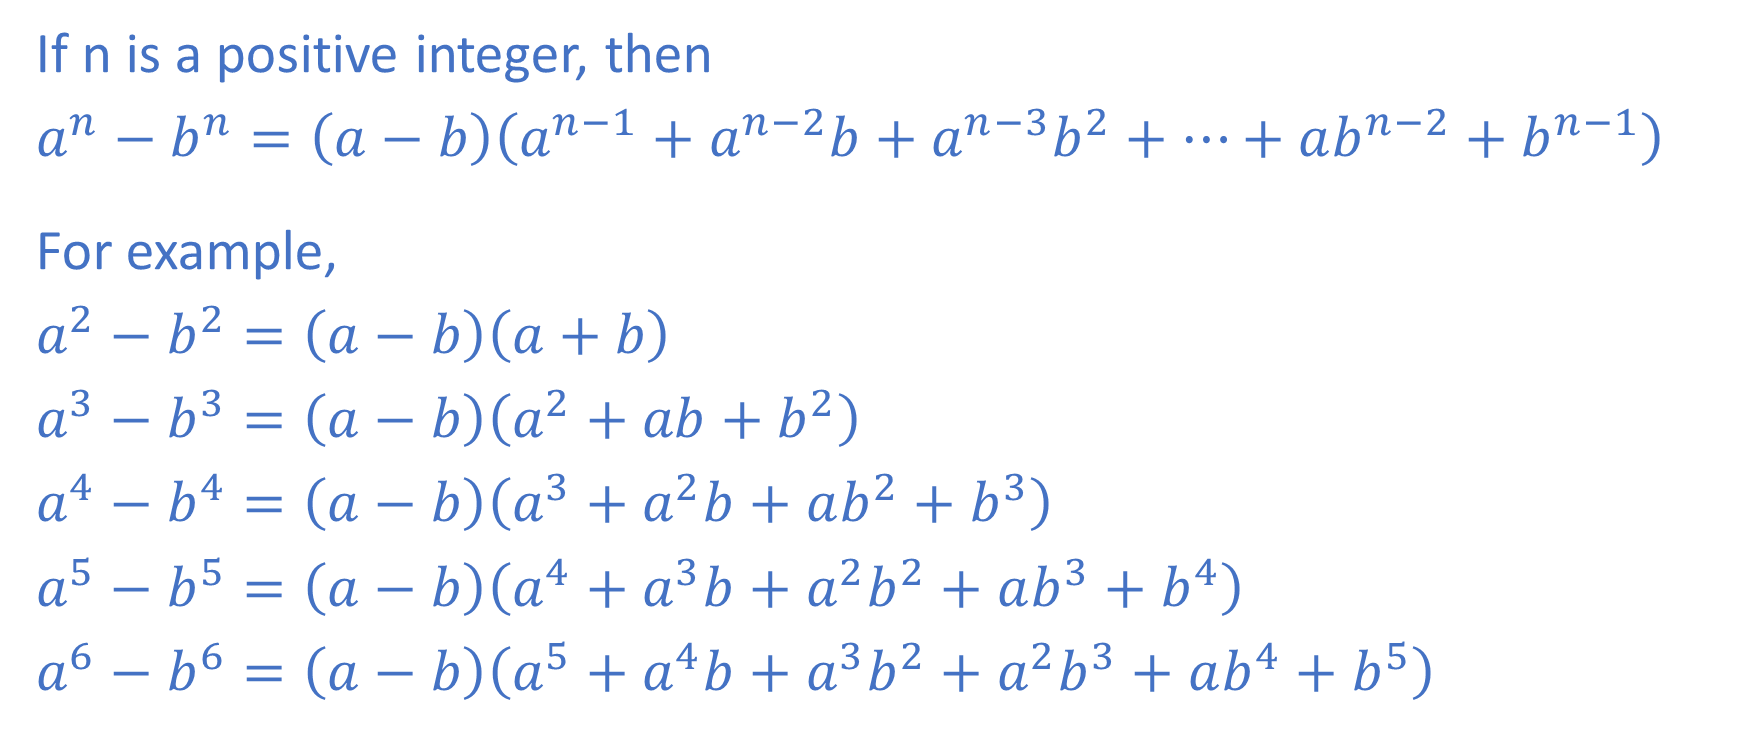 If n is a positive integer, then
aⁿ − bⁿ = (a − b)(aⁿ⁻¹ + aⁿ⁻²b + aⁿ⁻³b² + ⋯ + abⁿ⁻² + bⁿ⁻¹)
For example,
a² − b² = (a − b)(a + b)
a³ − b³ = (a − b)(a² + ab + b²)
a⁴ − b⁴ = (a − b)(a³ + a²b + ab² + b³)
a⁵ − b⁵ = (a − b)(a⁴ + a³b + a²b² + ab³ + b⁴)
a⁶ − b⁶ = (a − b)(a⁵ + a⁴b + a³b² + a²b³ + ab⁴ + b⁵)